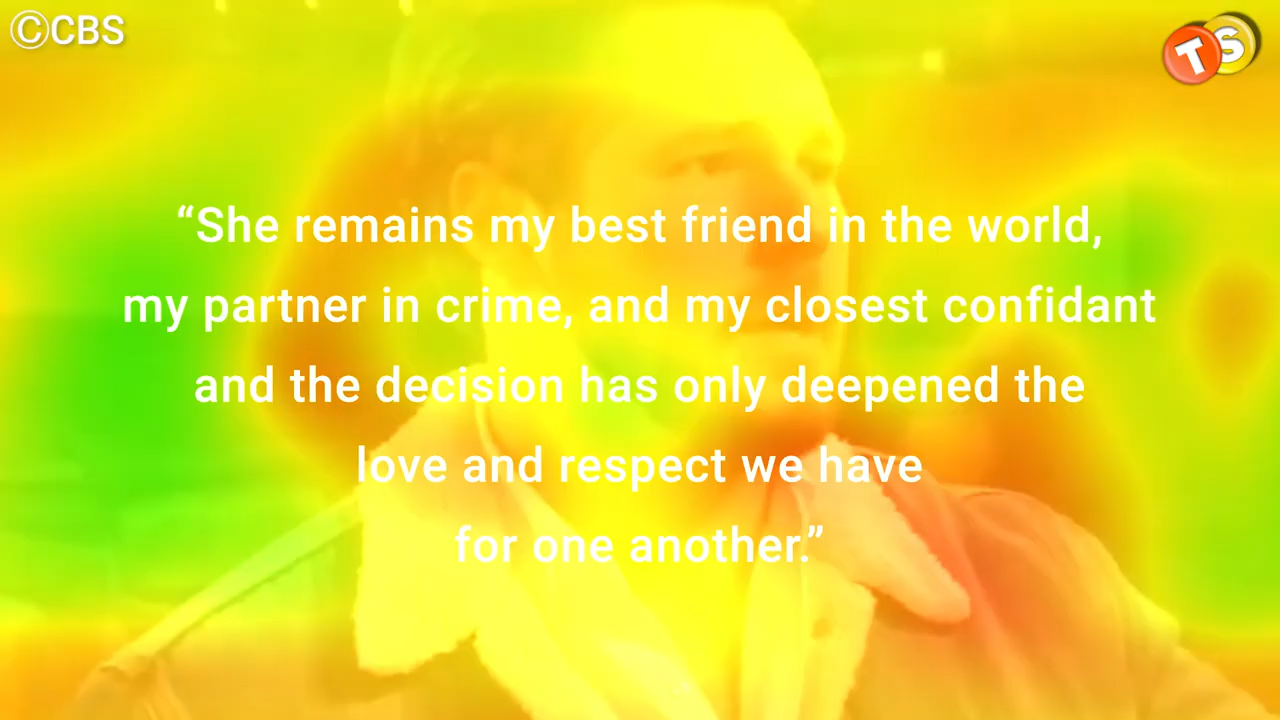 ©CBS
TS
“She remains my best friend in the world,
my partner in crime, and my closest confidant
and the decision has only deepened the
love and respect we have
for one another.”